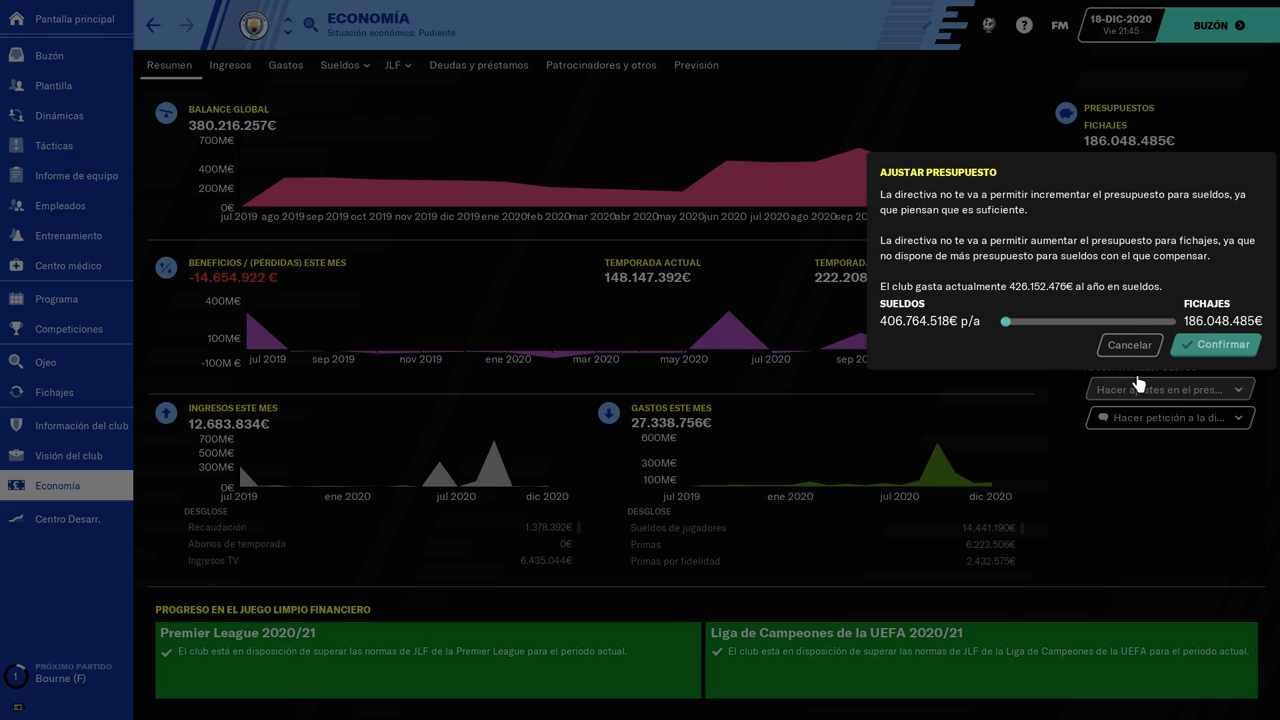 Pantalla principal
ECONOMÍA
Situación económica: Pudiente
FM
18-DIC-2020
Vie 21:45
BUZÓN
Buzón
Plantilla
Dinámicas
Tácticas
Informe de equipo
Empleados
Entrenamiento
Centro médico
Programa
Competiciones
Ojeo
Fichajes
Información del club
Visión del club
Economía
Centro Desarr.
PRÓXIMO PARTIDO
1
Bourne (F)
Resumen Ingresos Gastos Sueldos JLF Deudas y préstamos Patrocinadores y otros Previsión
BALANCE GLOBAL
380.216.257€
700M€
400M€
200M€
0€
jul 2019 ago 2019 sep 2019 oct 2019 nov 2019 dic 2019 ene 2020 feb 2020 mar 2020 abr 2020 may 2020 jun 2020 jul 2020 ago 2020 sep 20
PRESUPUESTOS
FICHAJES
186.048.485€
AJUSTAR PRESUPUESTO
La directiva no te va a permitir incrementar el presupuesto para sueldos, ya
que piensan que es suficiente.
La directiva no te va a permitir aumentar el presupuesto para fichajes, ya que
no dispone de más presupuesto para sueldos con el que compensar.
El club gasta actualmente 426.152.476€ al año en sueldos.
SUELDOS FICHAJES
406.764.518€ p/a 186.048.485€
Cancelar Confirmar
Hacer ajustes en el pres...
Hacer petición a la di...
BENEFICIOS / (PÉRDIDAS) ESTE MES
-14.654.922 €
TEMPORADA ACTUAL
148.147.392€
TEMPORAD
222.208
400M€
100M€
-100M €
jul 2019 sep 2019 nov 2019 ene 2020 mar 2020 may 2020 jul 2020 sep 202
INGRESOS ESTE MES
12.683.834€
700M€
500M€
300M€
0€
jul 2019 ene 2020 jul 2020 dic 2020
DESGLOSE
Recaudación 1.378.392€
Abonos de temporada 0€
Ingresos TV 6.435.044€
GASTOS ESTE MES
27.338.756€
600M€
300M€
100M€
jul 2019 ene 2020 jul 2020 dic 2020
DESGLOSE
Sueldos de jugadores 14.441.190€
Primas 6.223.506€
Primas por fidelidad 2.432.575€
PROGRESO EN EL JUEGO LIMPIO FINANCIERO
Premier League 2020/21
El club está en disposición de superar las normas de JLF de la Premier League para el periodo actual.
Liga de Campeones de la UEFA 2020/21
El club está en disposición de superar las normas de JLF de la Liga de Campeones de la UEFA para el periodo actual.